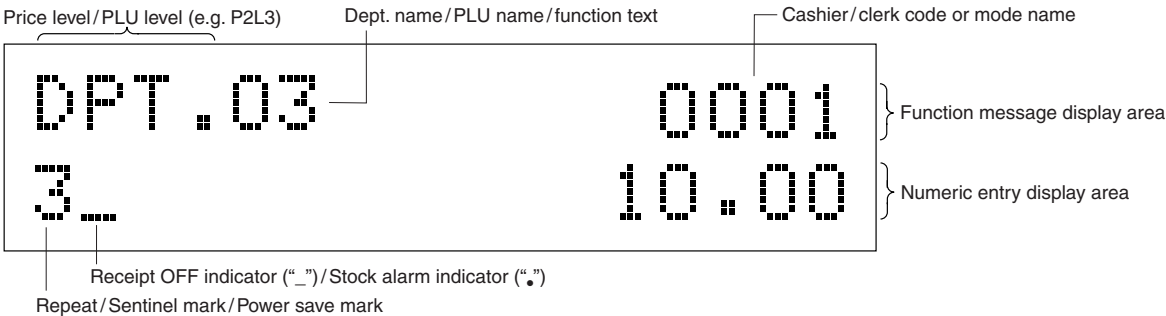 Price level/PLU level (e.g. P2L3) Dept. name/PLU name/function text Cashier/clerk code or mode name
DPT.03 0001 Function message display area
3_ 10.00 Numeric entry display area
Receipt OFF indicator (“_”)/Stock alarm indicator (“.”)
Repeat/Sentinel mark/Power save mark